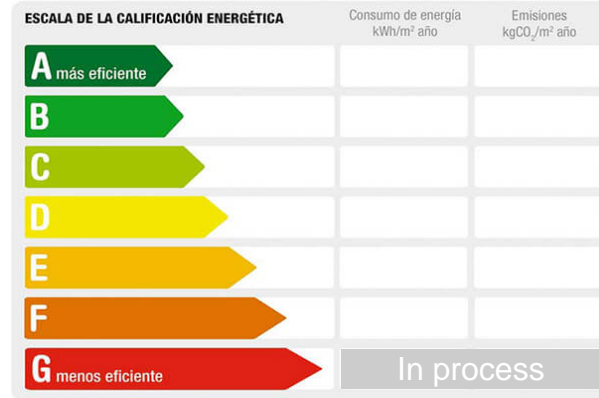 ESCALA DE LA CALIFICACIÓN ENERGÉTICA
Consumo de energía
kWh/m² año
Emisiones
kgCO₂/m² año
A más eficiente
B
C
D
E
F
G menos eficiente
In process